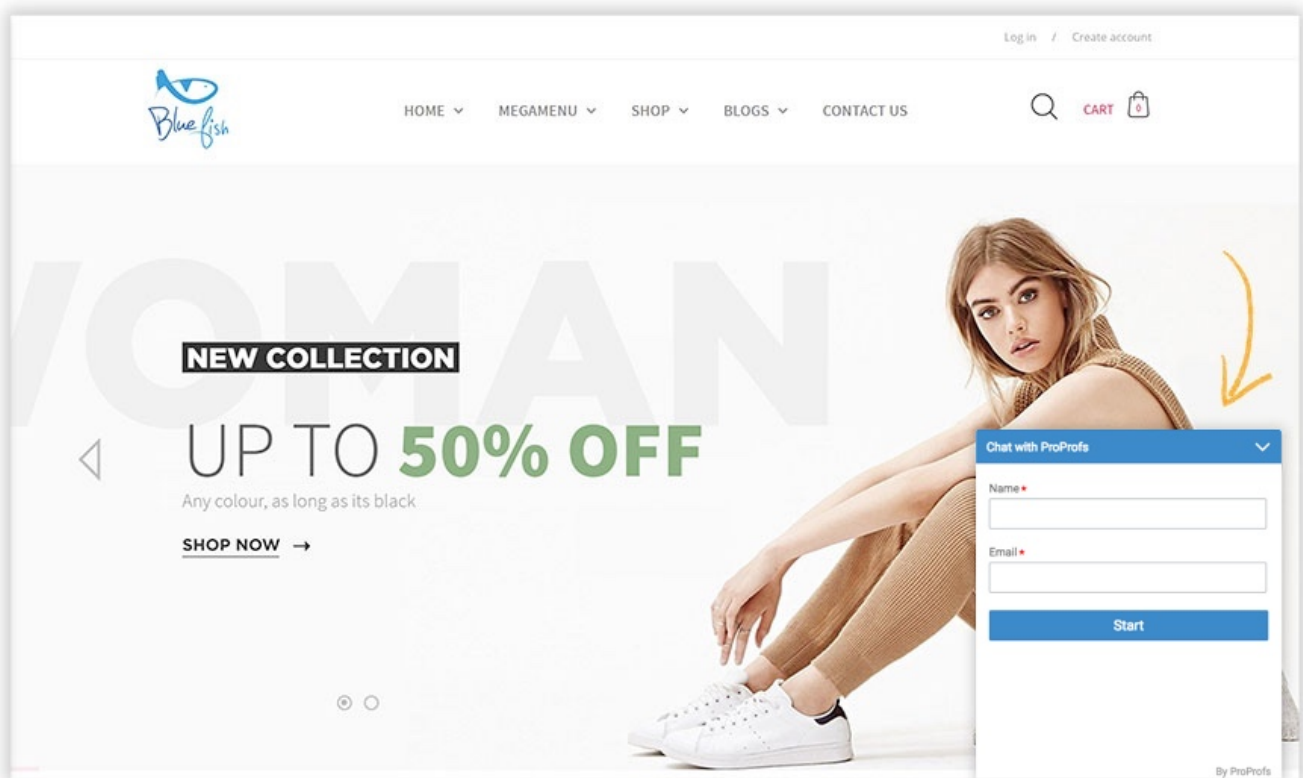 Log in / Create account
Blue fish
HOME MEGAMENU SHOP BLOGS CONTACT US
CART 0
WOMAN
NEW COLLECTION
UP TO 50% OFF
Any colour, as long as its black
SHOP NOW →
Chat with ProProfs
Name*
Email*
Start
By ProProfs